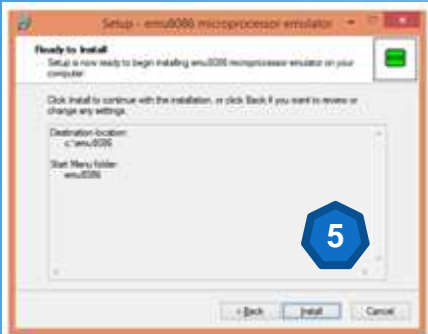 Setup - emu8086 microprocessor emulator
Ready to Install
Setup is now ready to begin installing emu8086 microprocessor emulator on your
computer.
Click Install to continue with the installation, or click Back if you want to review or
change any settings.
Destination location:
c:\emu8086
Start Menu folder:
emu8086
5
< Back
Install
Cancel